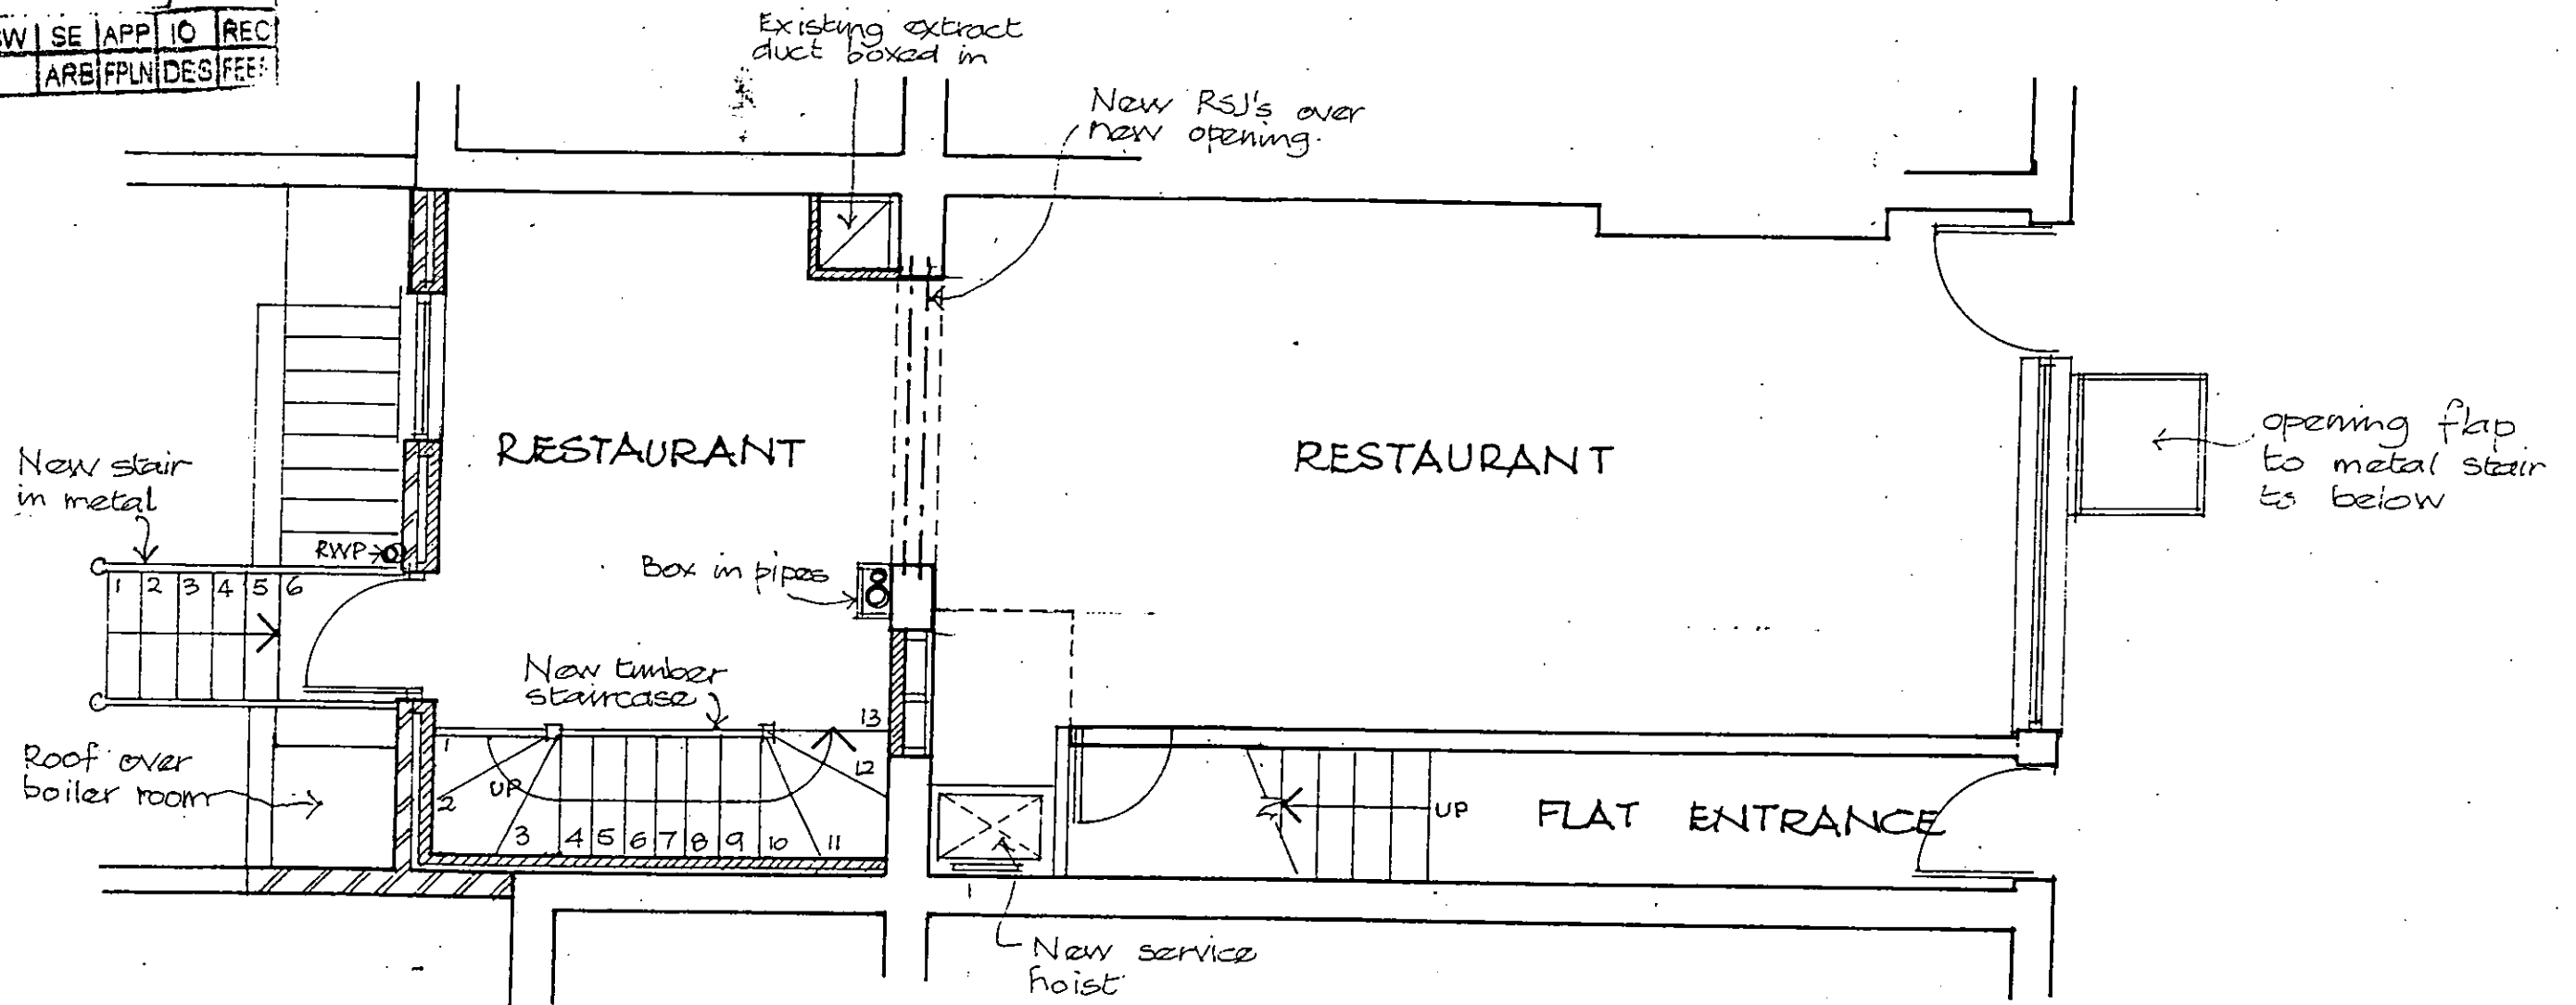 SW SE APP IO REC
ARB FPLN DES FEES
Existing extract
duct boxed in
New RSJ's over
new opening.
RESTAURANT
RESTAURANT
opening flap
to metal stair
to below
New stair
in metal
RWP
1 2 3 4 5 6
Box in pipes
New timber
staircase
13
1
12
2
UP
3 4 5 6 7 8 9 10 11
Roof over
boiler room
UP
FLAT ENTRANCE
New service
hoist